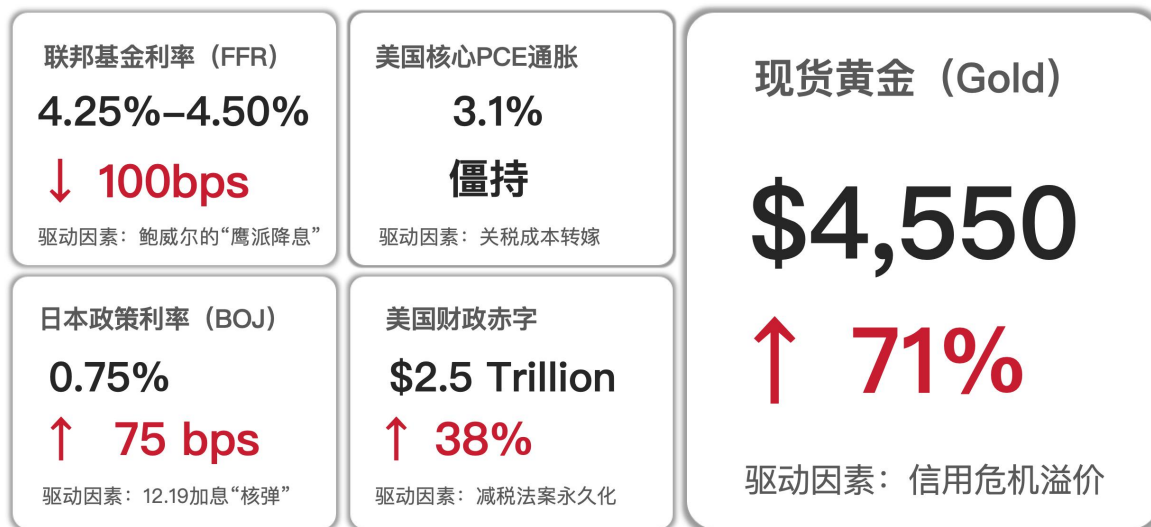 联邦基金利率（FFR）
4.25%–4.50%
↓ 100bps
驱动因素：鲍威尔的“鹰派降息”
美国核心PCE通胀
3.1%
僵持
驱动因素：关税成本转嫁
现货黄金（Gold）
$4,550
↑ 71%
驱动因素：信用危机溢价
日本政策利率（BOJ）
0.75%
↑ 75 bps
驱动因素：12.19加息“核弹”
美国财政赤字
$2.5 Trillion
↑ 38%
驱动因素：减税法案永久化